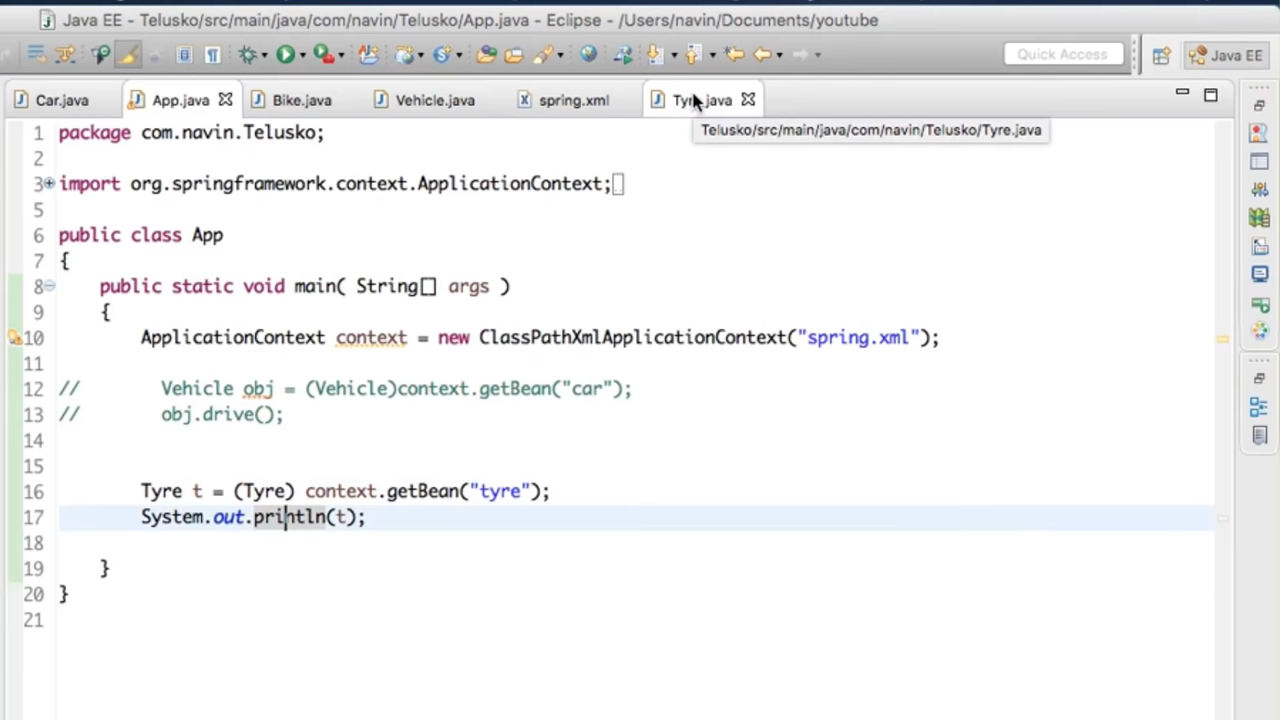 Java EE - Telusko/src/main/java/com/navin/Telusko/App.java - Eclipse - /Users/navin/Documents/youtube
Quick Access
Java EE
Car.java
App.java
Bike.java
Vehicle.java
spring.xml
Telusko/src/main/java/com/navin/Telusko/Tyre.java
1 package com.navin.Telusko;
2
3 import org.springframework.context.ApplicationContext;
5
6 public class App
7 {
8 public static void main( String[] args )
9 {
10 ApplicationContext context = new ClassPathXmlApplicationContext("spring.xml");
11
12 // Vehicle obj = (Vehicle)context.getBean("car");
13 // obj.drive();
14
15
16 Tyre t = (Tyre) context.getBean("tyre");
17 System.out.println(t);
18
19 }
20 }
21